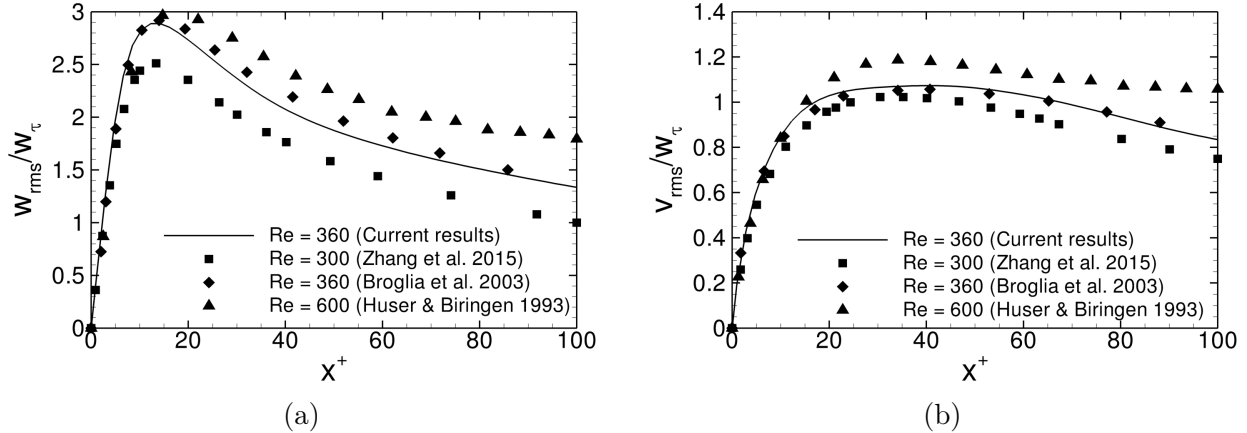 3
2.5
2
1.5
1
0.5
0
w_rms/w_τ
0 20 40 60 80 100
x⁺
Re = 360 (Current results)
Re = 300 (Zhang et al. 2015)
Re = 360 (Broglia et al. 2003)
Re = 600 (Huser & Biringen 1993)
(a)
1.4
1.2
1
0.8
0.6
0.4
0.2
0
v_rms/w_τ
0 20 40 60 80 100
x⁺
Re = 360 (Current results)
Re = 300 (Zhang et al. 2015)
Re = 360 (Broglia et al. 2003)
Re = 600 (Huser & Biringen 1993)
(b)